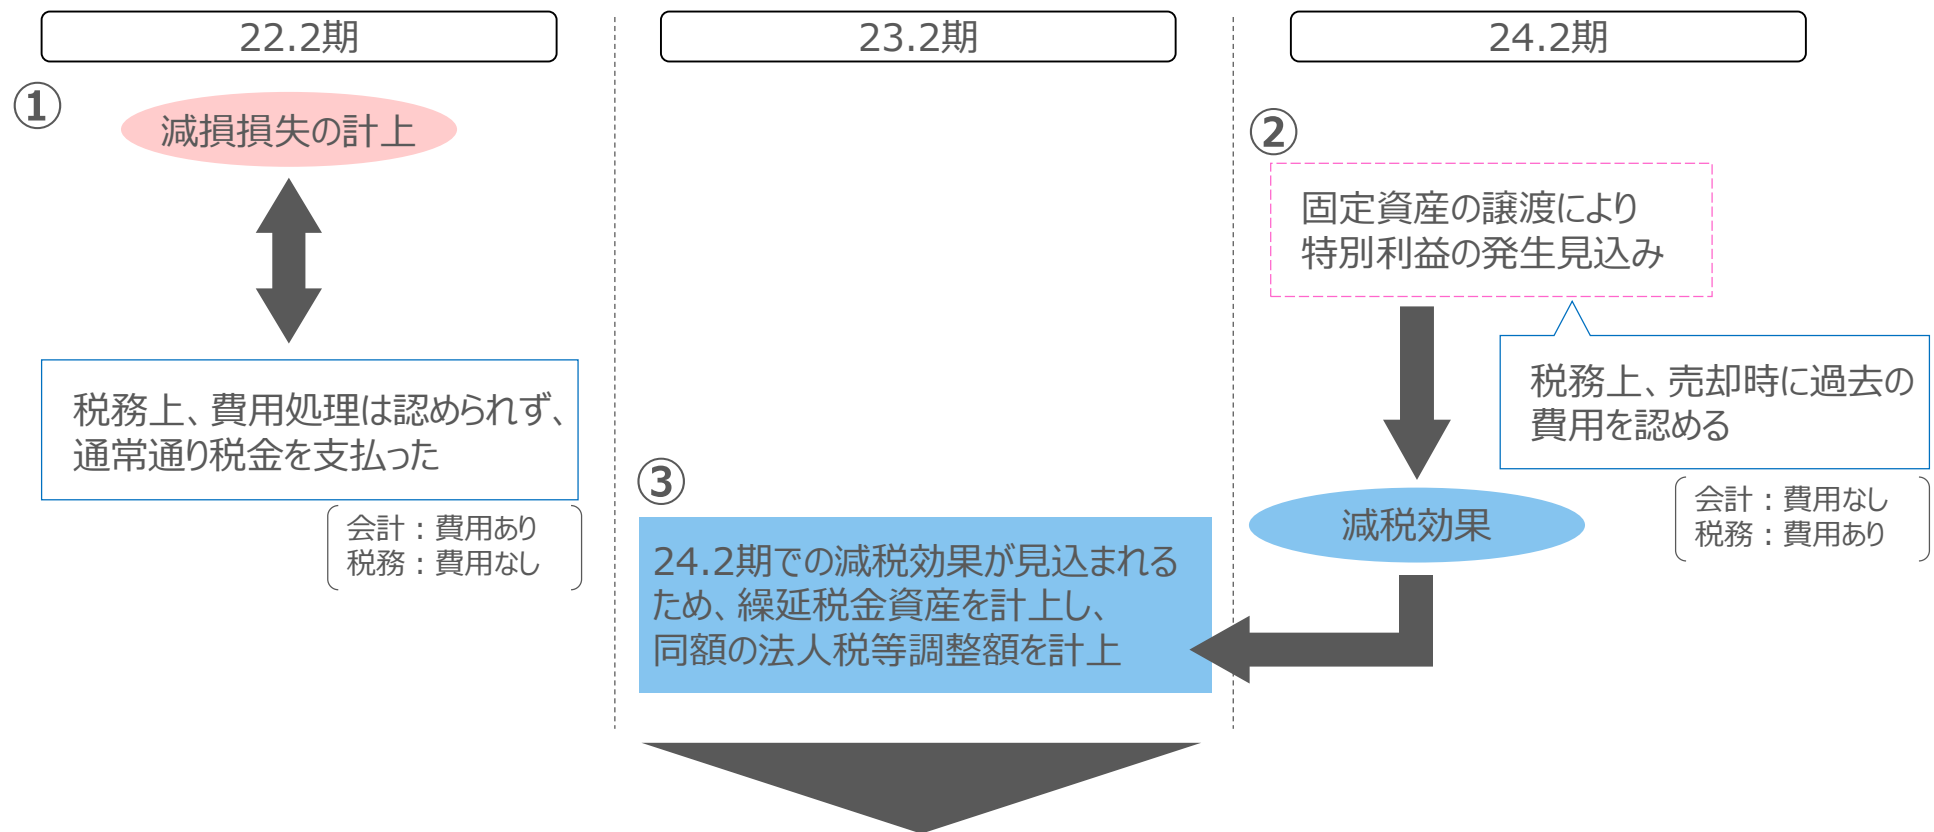 22.2期
23.2期
24.2期
①
減損損失の計上
税務上、費用処理は認められず、
通常通り税金を支払った
会計：費用あり
税務：費用なし
②
固定資産の譲渡により
特別利益の発生見込み
税務上、売却時に過去の
費用を認める
会計：費用なし
税務：費用あり
減税効果
③
24.2期での減税効果が見込まれる
ため、繰延税金資産を計上し、
同額の法人税等調整額を計上